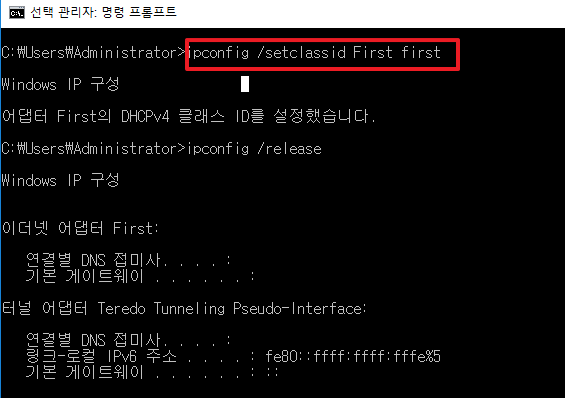 선택 관리자: 명령 프롬프트
C:\Users\Administrator>ipconfig /setclassid First first
Windows IP 구성
어댑터 First의 DHCPv4 클래스 ID를 설정했습니다.
C:\Users\Administrator>ipconfig /release
Windows IP 구성
이더넷 어댑터 First:
연결별 DNS 접미사. . . . :
기본 게이트웨이 . . . . . . :
터널 어댑터 Teredo Tunneling Pseudo-Interface:
연결별 DNS 접미사. . . . :
링크-로컬 IPv6 주소 . . . . : fe80::ffff:ffff:fffe%5
기본 게이트웨이 . . . . . . : ::